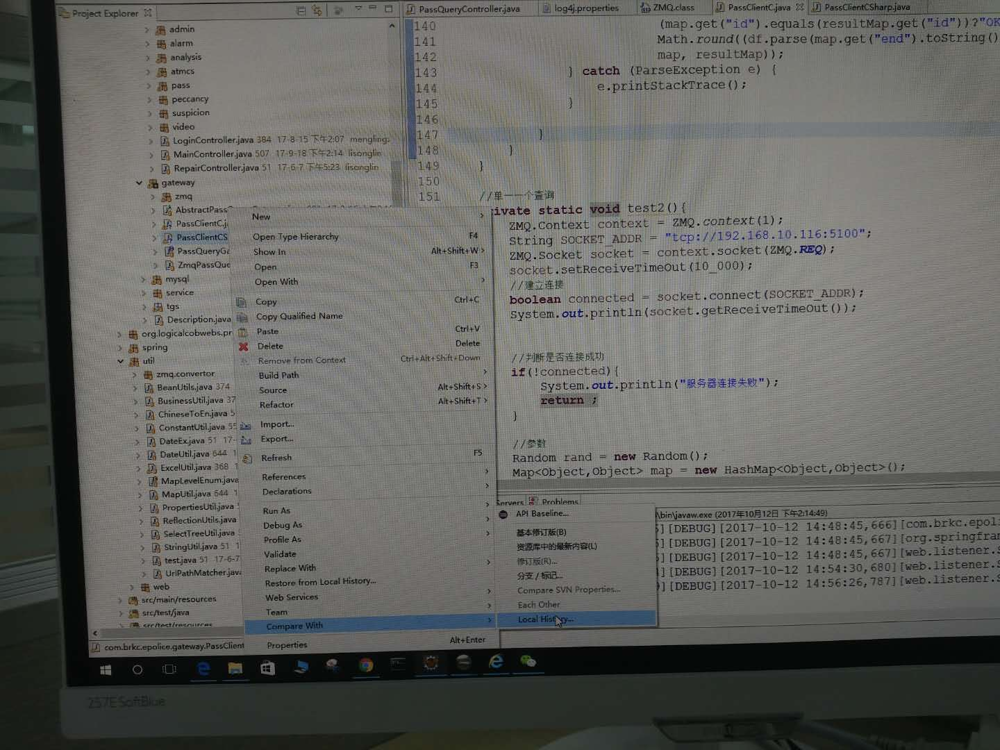 Project Explorer
admin
alarm
analysis
atmcs
pass
peccancy
suspicion
video
LoginController.java 384 17-8-15 下午2:07 mengling
MainController.java 507 17-9-18 下午2:14 lisonglin
RepairController.java 51 17-6-7 下午5:23 lisonglin
gateway
zmq
AbstractPass
PassClientC.j
PassClientCS
PassQueryGa
ZmqPassQue
mysql
service
tgs
Description.java
org.logicalcobwebs.pr
spring
util
zmq.convertor
BeanUtils.java 374
BusinessUtil.java 37
ChineseToEn.java 5
ConstantUtil.java 55
DateEx.java 51 17-
DateUtil.java 644 1
ExcelUtil.java 368 1
MapLevelEnum.java
MapUtil.java 644 1
PropertiesUtil.java
ReflectionUtils.java
SelectTreeUtil.java
StringUtil.java 51 1
test.java 51 17-6-7
UrlPathMatcher.java
web
src/main/resources
src/test/java
src/test/resources
com.brkc.epolice.gateway.PassClient
New
Open Type Hierarchy F4
Show In Alt+Shift+W
Open F3
Open With
Copy Ctrl+C
Copy Qualified Name
Paste Ctrl+V
Delete Delete
Remove from Context Ctrl+Alt+Shift+Down
Build Path
Source Alt+Shift+S
Refactor Alt+Shift+T
Import...
Export...
Refresh F5
References
Declarations
Run As
Debug As
Profile As
Validate
Replace With
Restore from Local History...
Web Services
Team
Compare With
Properties Alt+Enter
API Baseline...
基本修订版(B)
资源库中的最新内容(L)
修订版(R)...
分支 / 标记...
Compare SVN Properties...
Each Other
Local History...
PassQueryController.java log4j.properties ZMQ.class PassClientC.java PassClientCSharp.java
140 (map.get("id").equals(resultMap.get("id"))?"OK
141 Math.round((df.parse(map.get("end").toString()
142 map, resultMap));
143 } catch (ParseException e) {
144 e.printStackTrace();
145 }
146
147 }
148 }
149 }
150
151 //单一一个查询
ivate static void test2(){
ZMQ.Context context = ZMQ.context(1);
String SOCKET_ADDR = "tcp://192.168.10.116:5100";
ZMQ.Socket socket = context.socket(ZMQ.REQ);
socket.setReceiveTimeOut(10_000);
//建立连接
boolean connected = socket.connect(SOCKET_ADDR);
System.out.println(socket.getReceiveTimeOut());
//判断是否连接成功
if(!connected){
System.out.println("服务器连接失败");
return ;
}
//参数
Random rand = new Random();
Map<Object,Object> map = new HashMap<Object,Object>();
Servers Problems
\bin\javaw.exe (2017年10月12日 下午2:14:49)
][DEBUG][2017-10-12 14:48:45,666][com.brkc.epoli
][DEBUG][2017-10-12 14:48:45,667][org.springfram
][DEBUG][2017-10-12 14:48:45,667][web.listener.S
][DEBUG][2017-10-12 14:54:30,680][web.listener.S
][DEBUG][2017-10-12 14:56:26,787][web.listener.S
257E SoftBlue